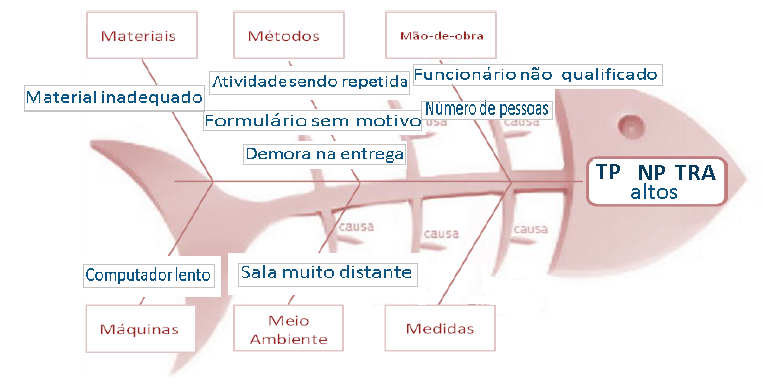 Materiais
Métodos
Mão-de-obra
Material inadequado
Atividade sendo repetida
Funcionário não qualificado
Formulário sem motivo
Número de pessoas
Demora na entrega
causa
causa
TP NP TRA
altos
causa
causa
causa
Computador lento
Sala muito distante
Máquinas
Meio
Ambiente
Medidas